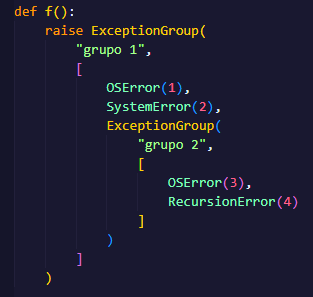 def f():
    raise ExceptionGroup(
        "grupo 1",
        [
            OSError(1),
            SystemError(2),
            ExceptionGroup(
                "grupo 2",
                [
                    OSError(3),
                    RecursionError(4)
                ]
            )
        ]
    )